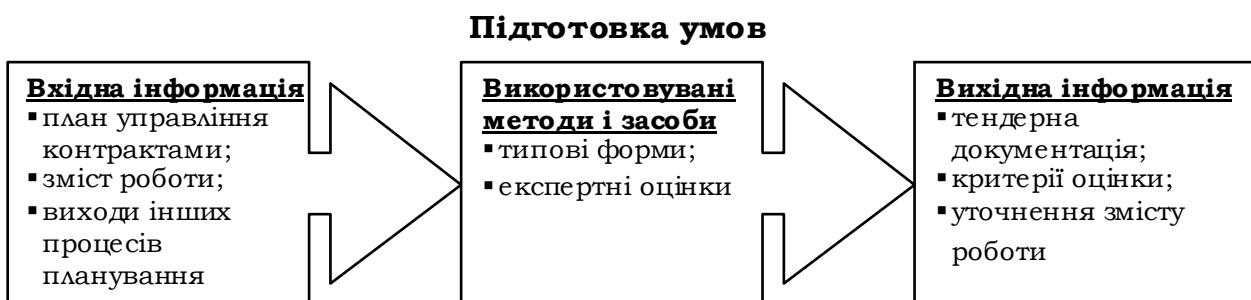 Підготовка умов
Вхідна інформація
▪план управління
контрактами;
▪зміст роботи;
▪виходи інших
процесів
планування
Використовувані
методи і засоби
▪типові форми;
▪експертні оцінки
Вихідна інформація
▪тендерна
документація;
▪критерії оцінки;
▪уточнення змісту
роботи